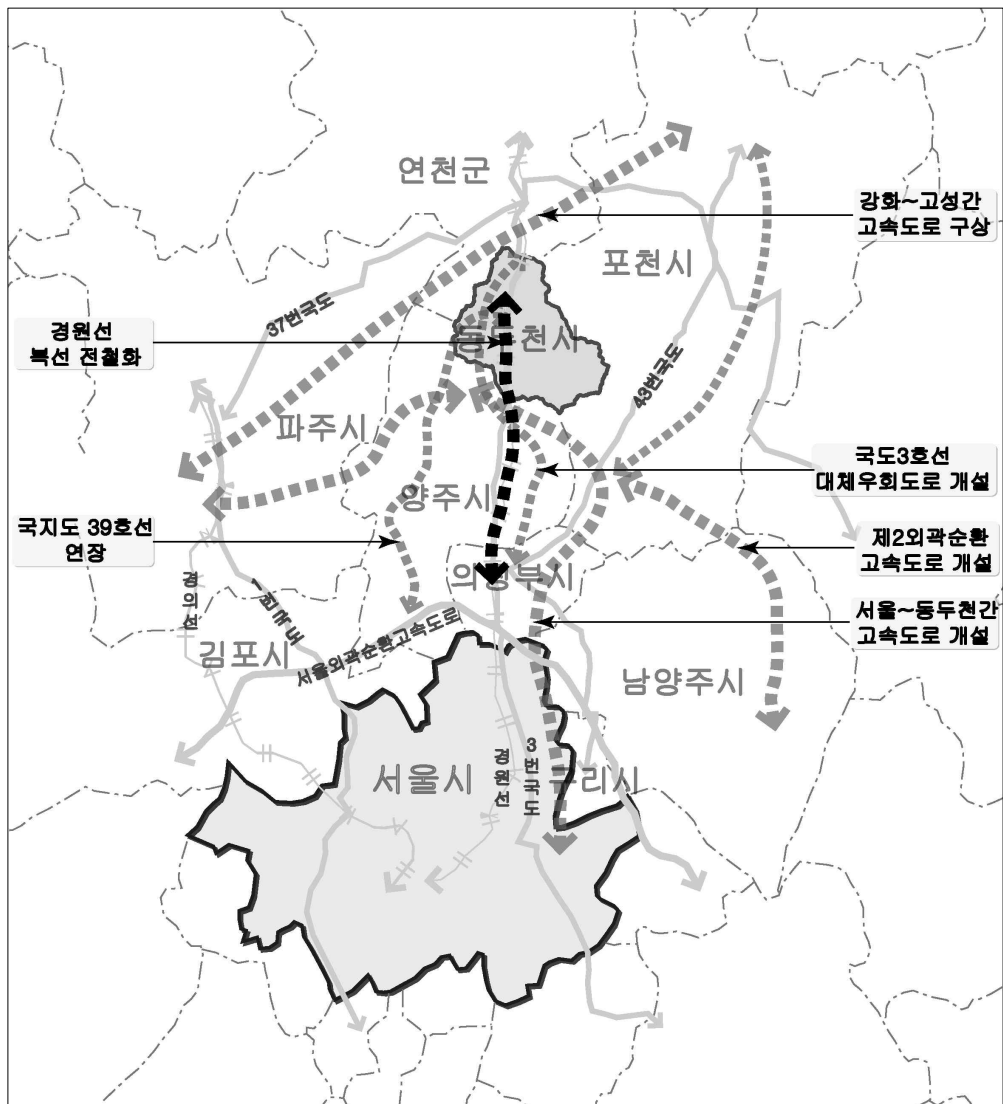 연천군
강화~고성간
고속도로 구상
포천시
37번국도
경원선
복선 전철화
동두천시
43번국도
파주시
국도3호선
대체우회도로 개설
양주시
국지도 39호선
연장
제2외곽순환
고속도로 개설
의정부시
경의선
1번국도
서울~동두천간
고속도로 개설
김포시
서울외곽순환고속도로
남양주시
서울시
경원선
3번국도
구리시